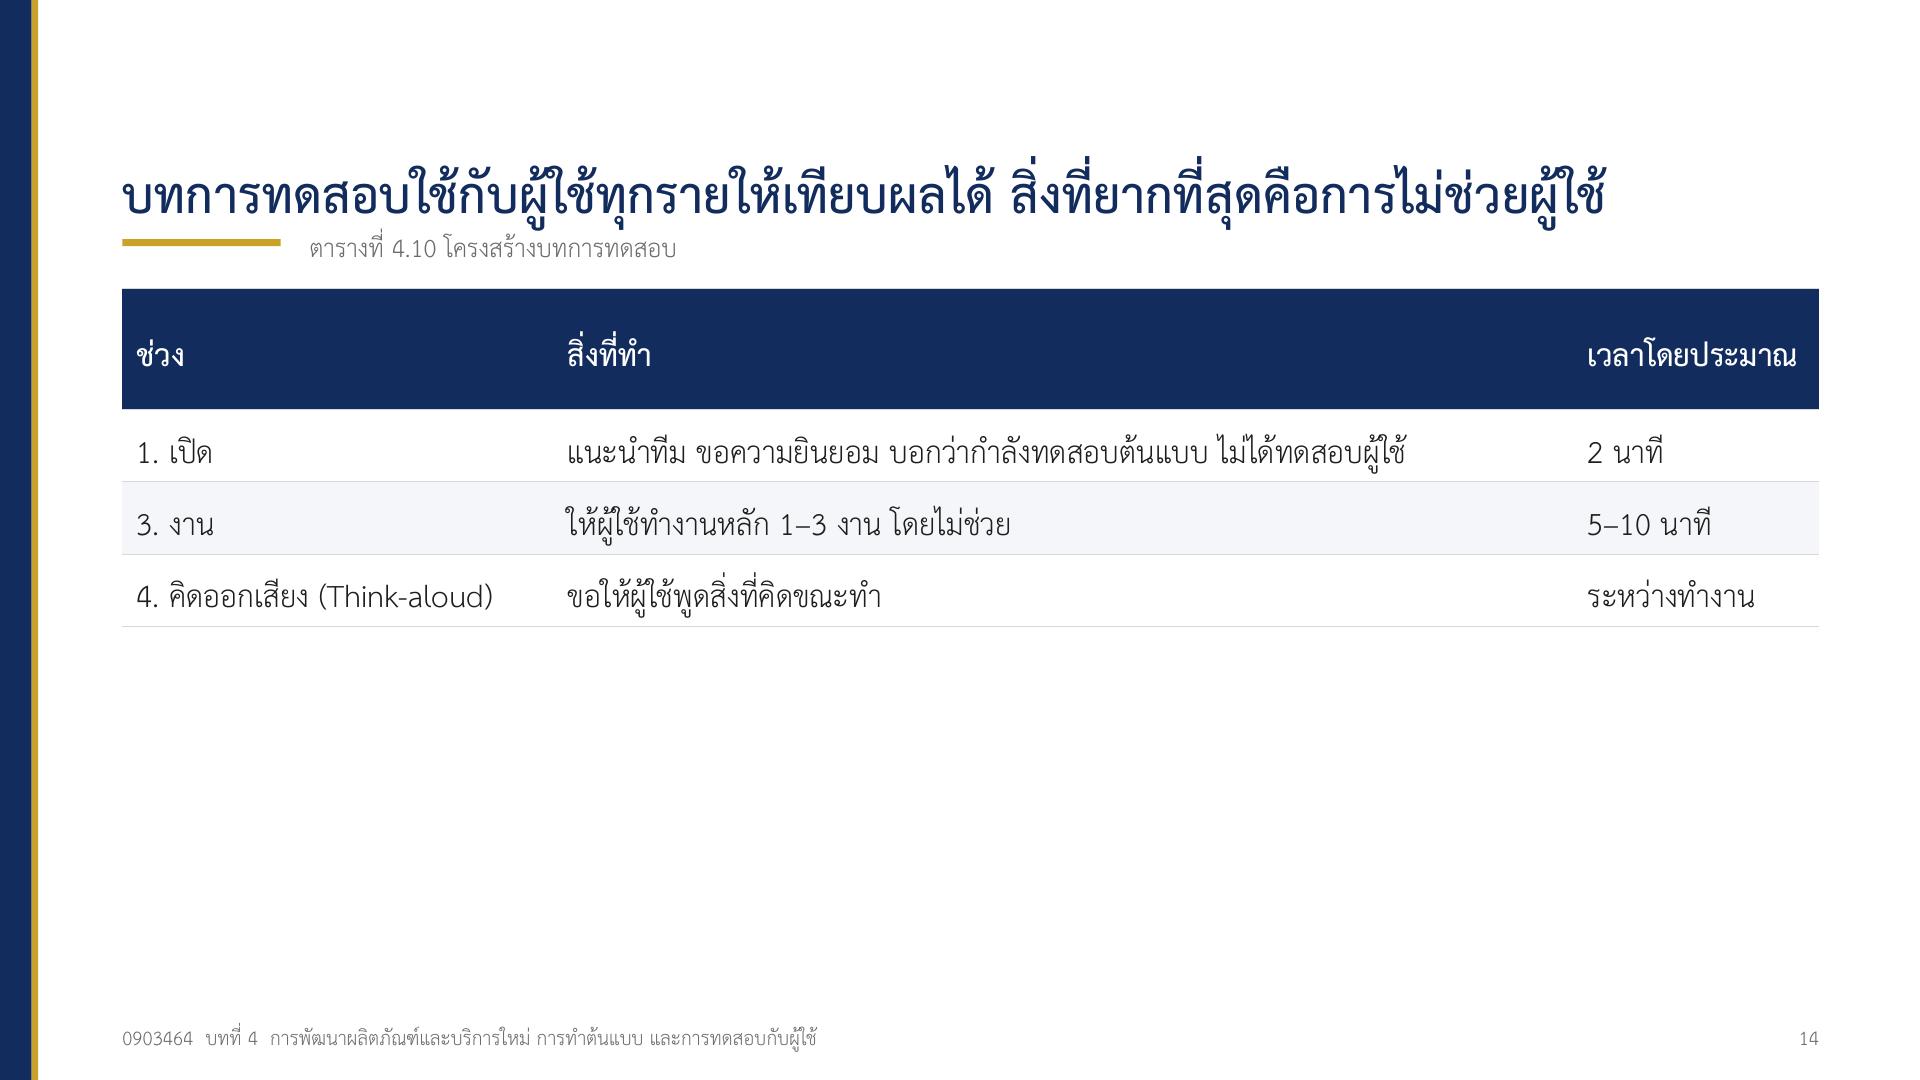 บทการทดสอบใช้กับผู้ใช้ทุกรายให้เทียบผลได้ สิ่งที่ยากที่สุดคือการไม่ช่วยผู้ใช้
ตารางที่ 4.10 โครงสร้างบทการทดสอบ
ช่วง สิ่งที่ทำ เวลาโดยประมาณ
1. เปิด แนะนำทีม ขอความยินยอม บอกว่ากำลังทดสอบต้นแบบ ไม่ได้ทดสอบผู้ใช้ 2 นาที
3. งาน ให้ผู้ใช้ทำงานหลัก 1–3 งาน โดยไม่ช่วย 5–10 นาที
4. คิดออกเสียง (Think-aloud) ขอให้ผู้ใช้พูดสิ่งที่คิดขณะทำ ระหว่างทำงาน
0903464 บทที่ 4 การพัฒนาผลิตภัณฑ์และบริการใหม่ การทำต้นแบบ และการทดสอบกับผู้ใช้ 14